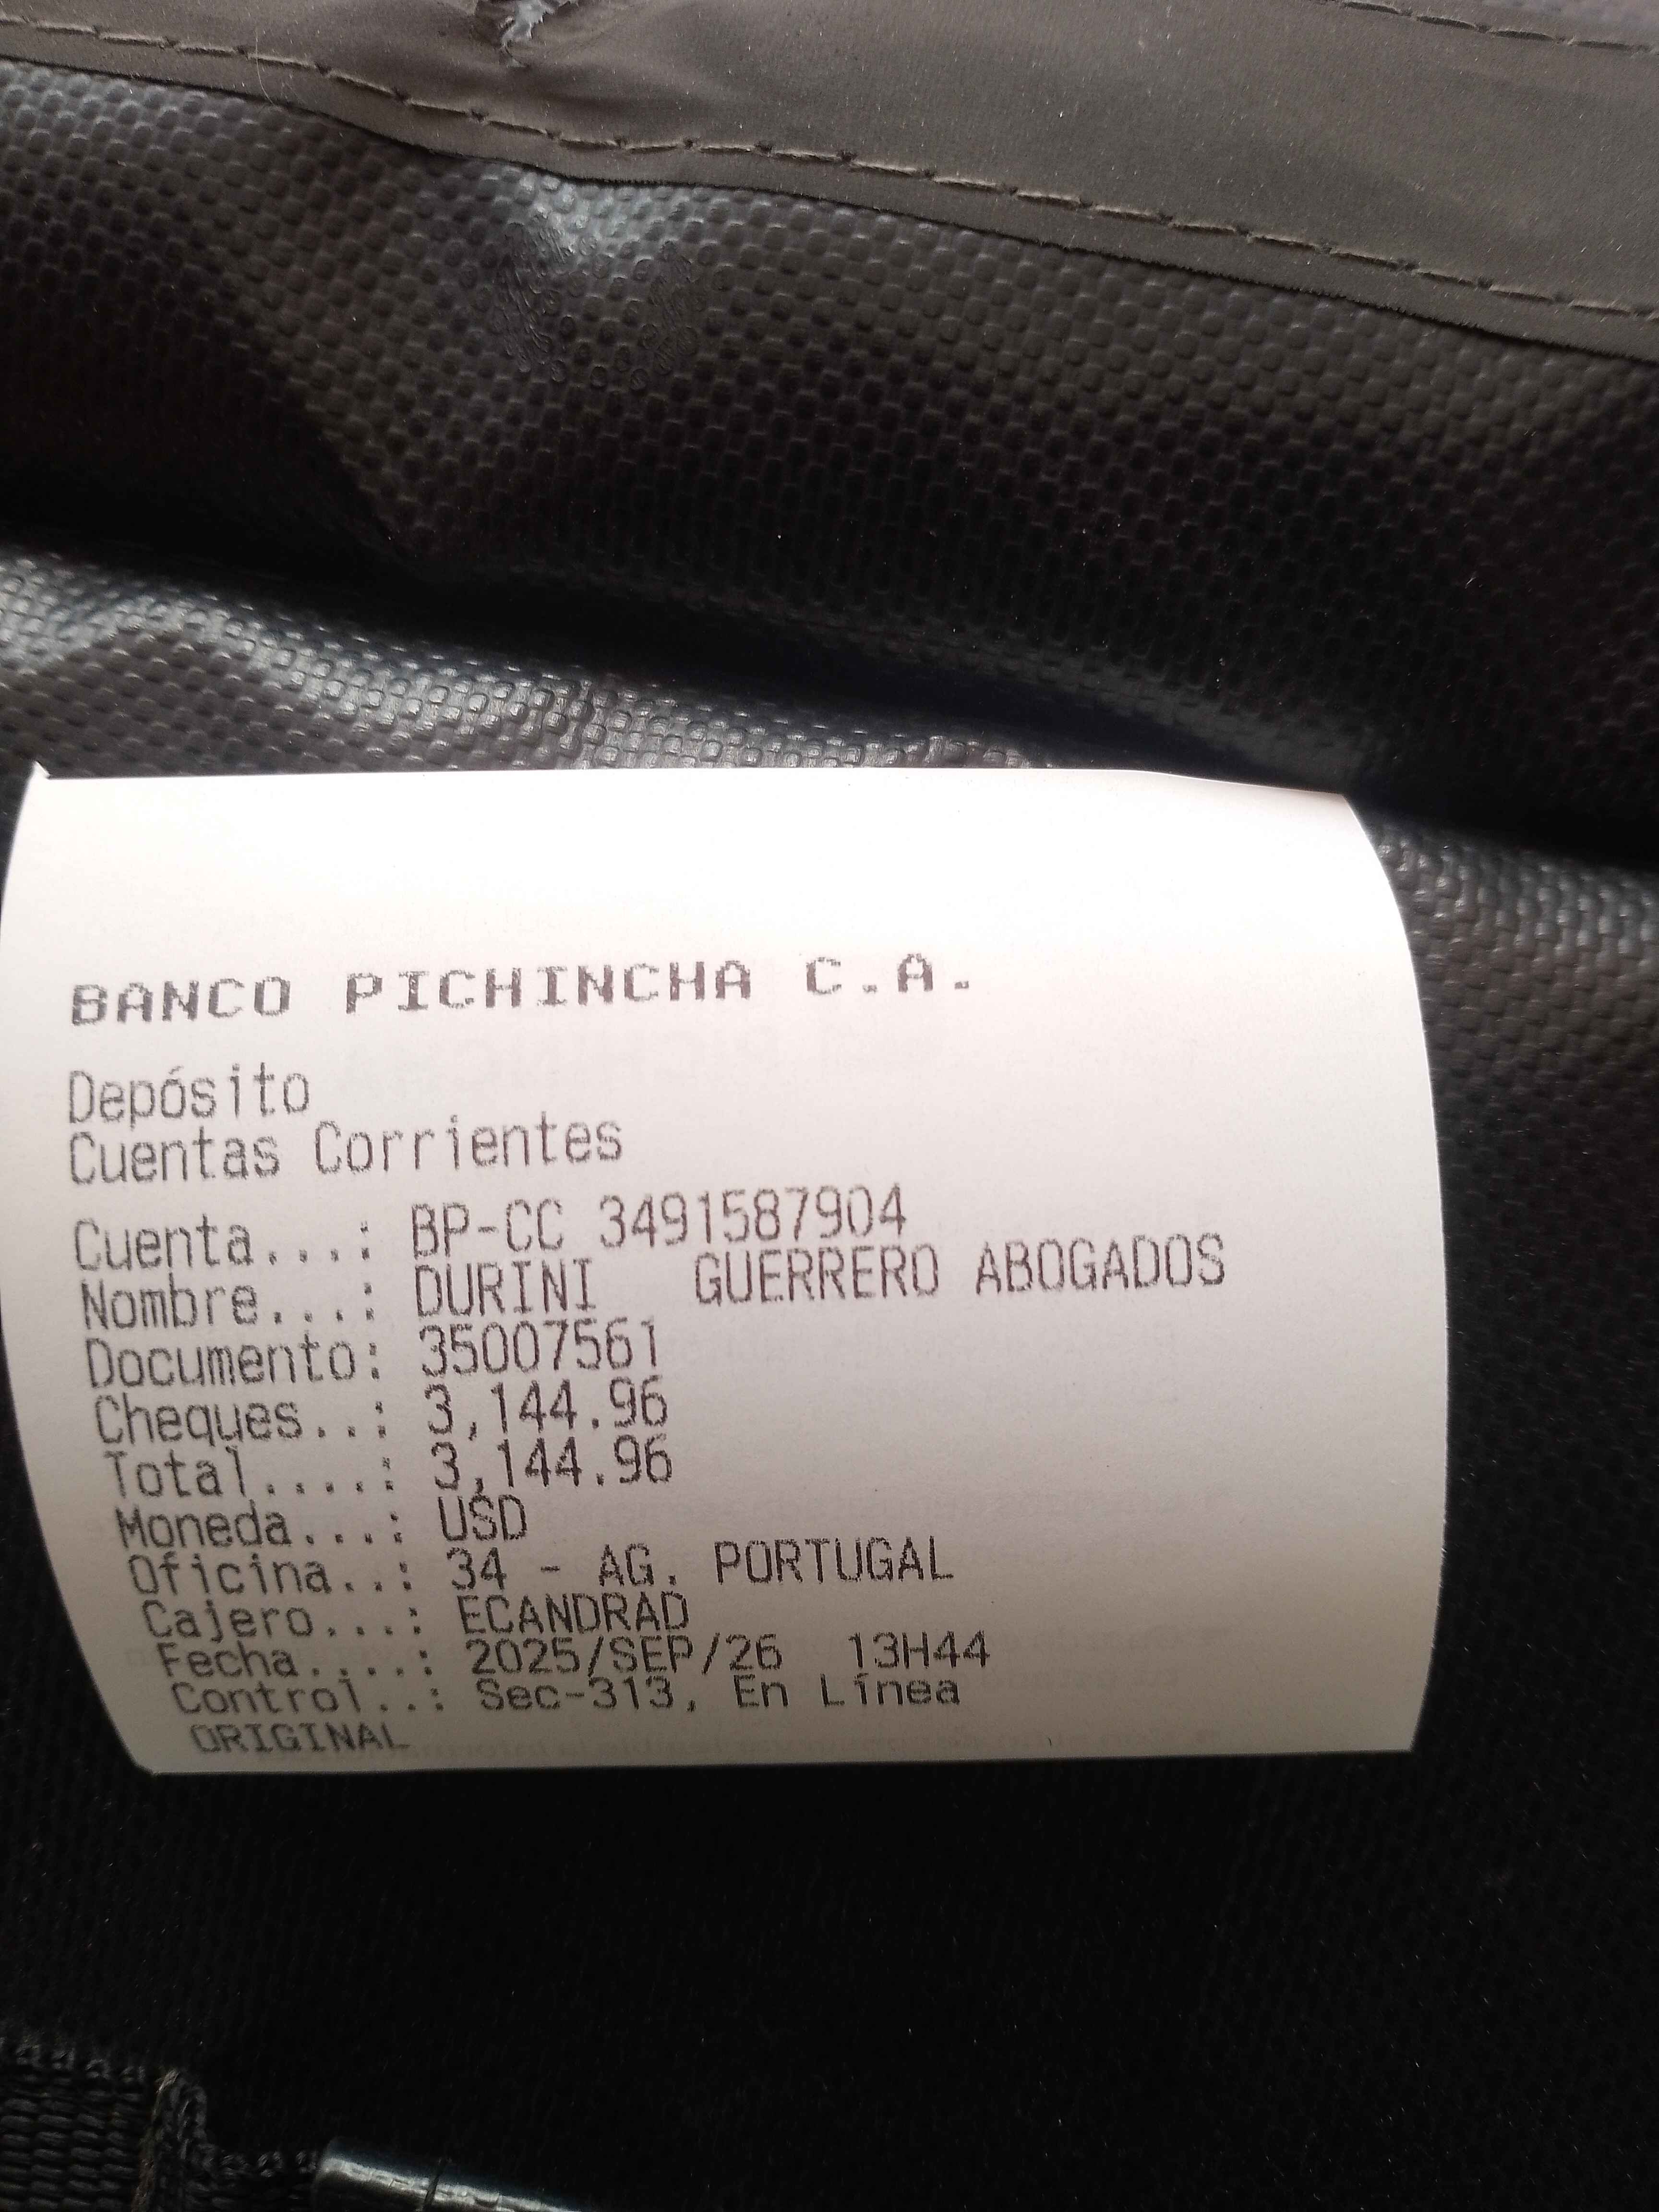 BANCO PICHINCHA C.A.
Depósito
Cuentas Corrientes
Cuenta...: BP-CC 3491587904
Nombre...: DURINI GUERRERO ABOGADOS
Documento: 35007561
Cheques..: 3,144.96
Total....: 3,144.96
Moneda...: USD
Oficina..: 34 - AG. PORTUGAL
Cajero...: ECANDRAD
Fecha....: 2025/SEP/26 13H44
Control..: Sec-313, En Línea
ORIGINAL